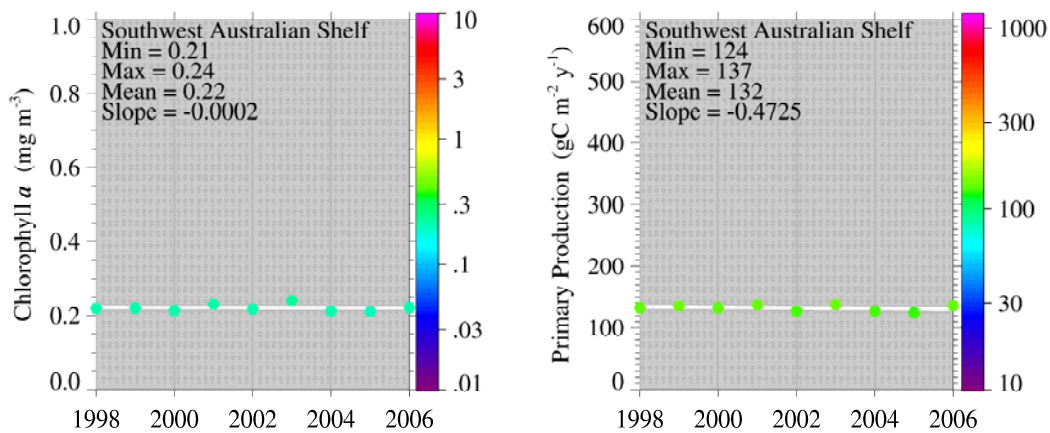 Southwest Australian Shelf
Min = 0.21
Max = 0.24
Mean = 0.22
Slope = -0.0002
Chlorophyll a (mg m-3)
1.0
0.8
0.6
0.4
0.2
0.0
1998 2000 2002 2004 2006
10
3
1
.3
.1
.03
.01
Southwest Australian Shelf
Min = 124
Max = 137
Mean = 132
Slope = -0.4725
Primary Production (gC m-2 y-1)
600
500
400
300
200
100
0
1998 2000 2002 2004 2006
1000
300
100
30
10